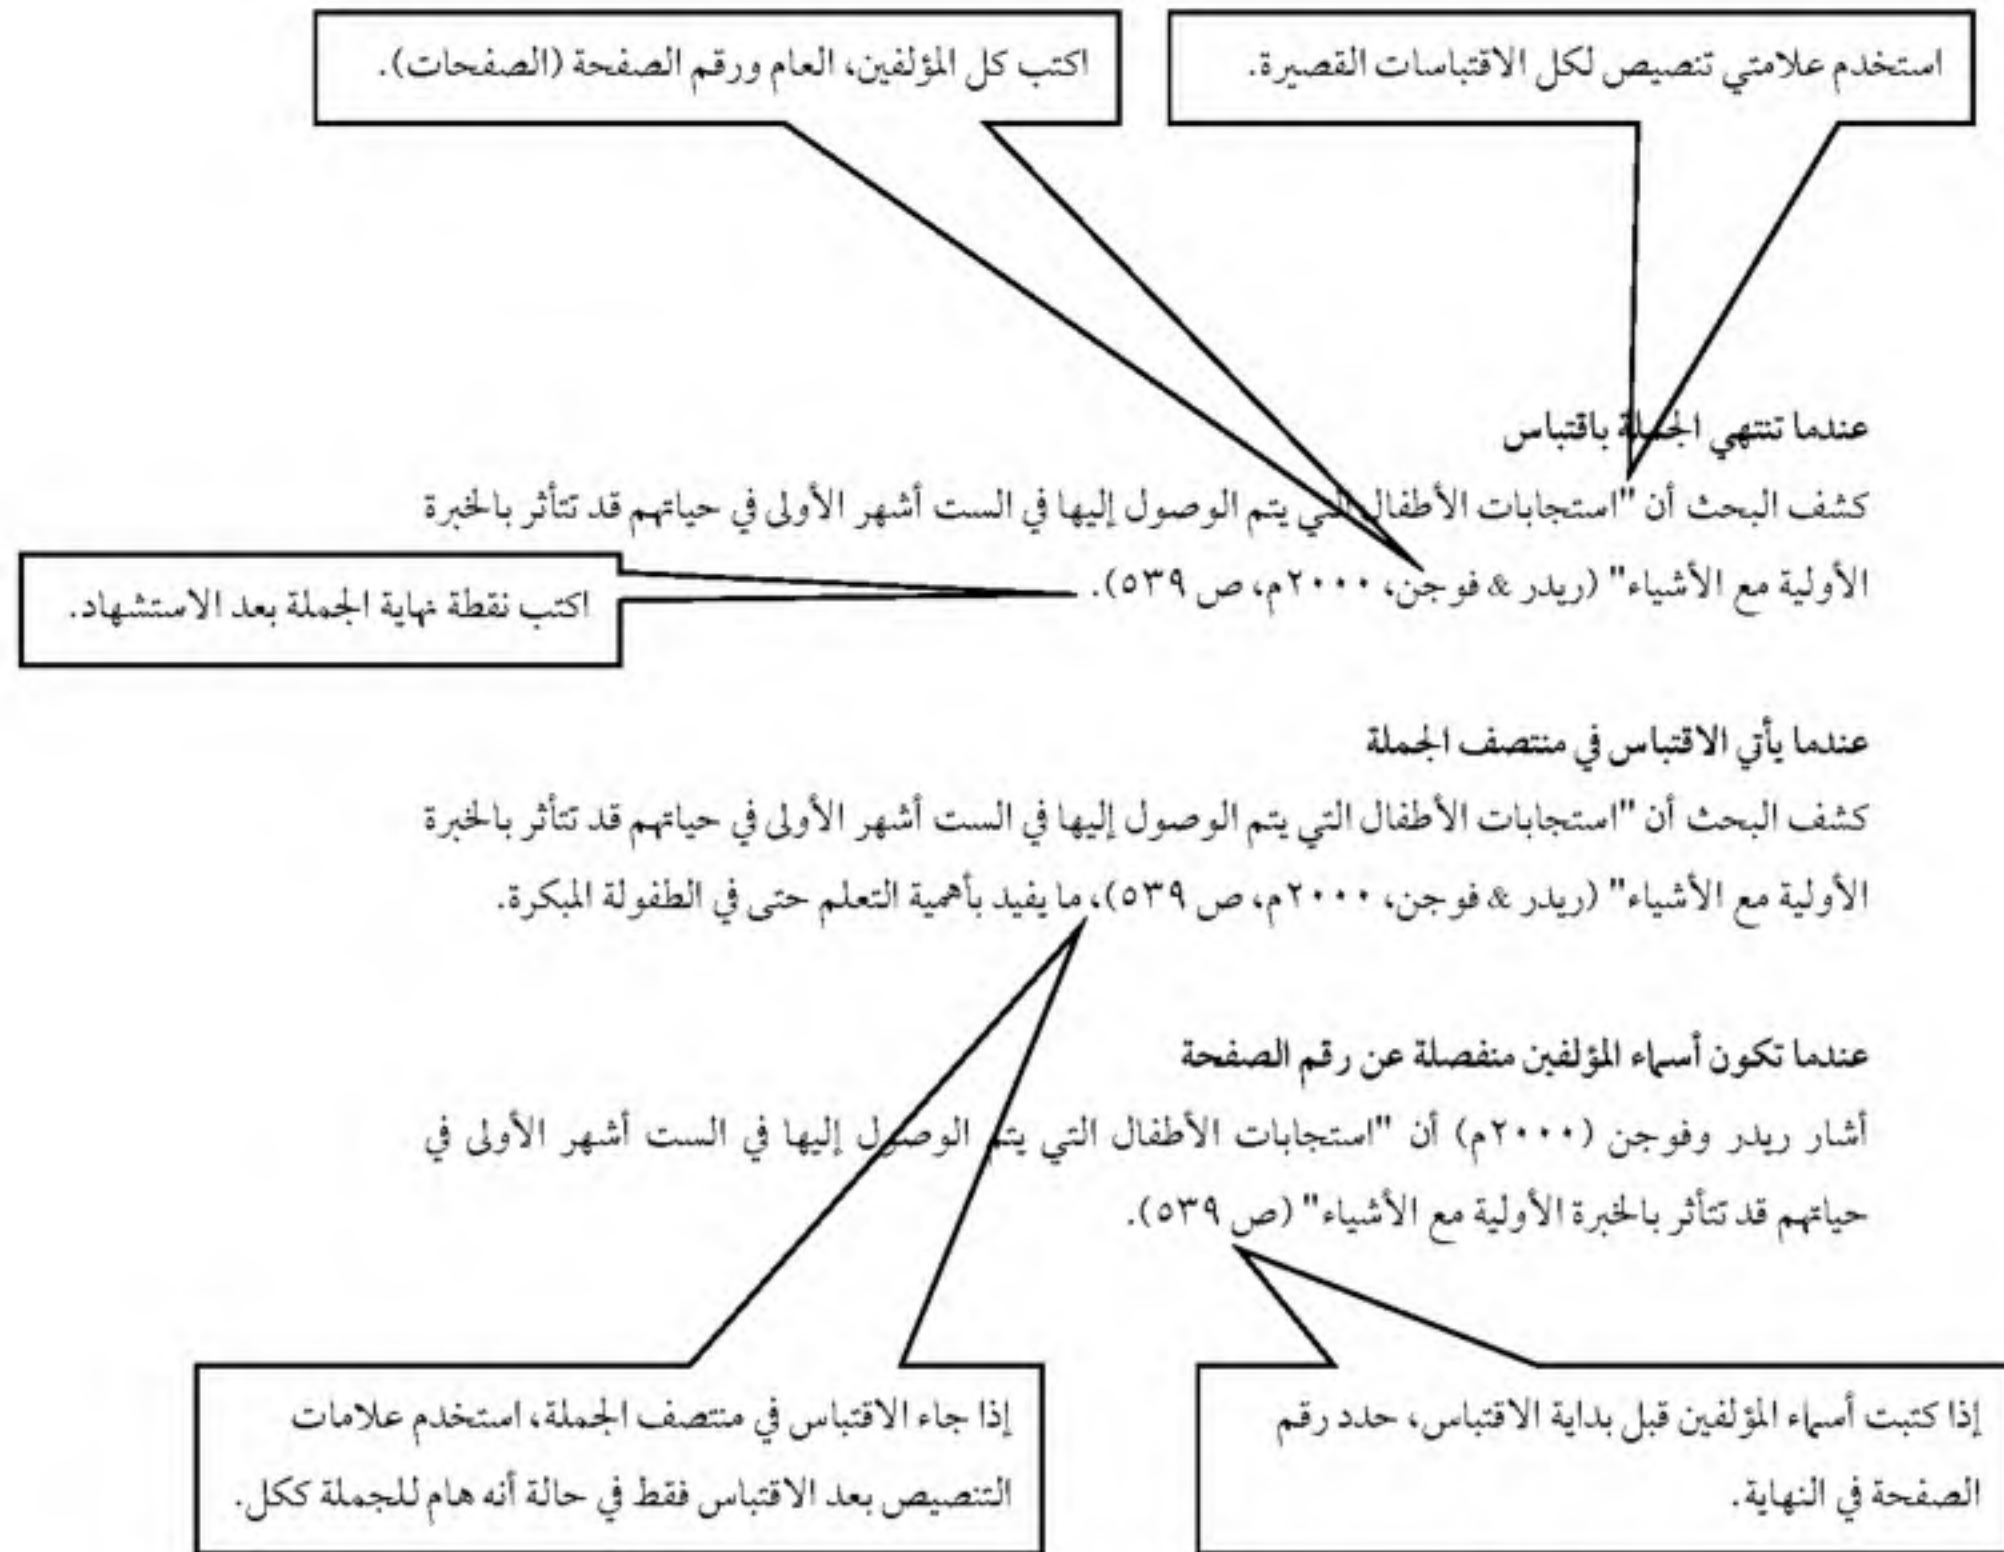 استخدم علامتي تنصيص لكل الاقتباسات القصيرة.
اكتب كل المؤلفين، العام ورقم الصفحة (الصفحات).
عندما تنتهي الجملة باقتباس
كشف البحث أن "استجابات الأطفال التي يتم الوصول إليها في الست أشهر الأولى في حياتهم قد تتأثر بالخبرة
الأولية مع الأشياء" (ريدر & فوجن، ٢٠٠٠م، ص ٥٣٩).
اكتب نقطة نهاية الجملة بعد الاستشهاد.
عندما يأتي الاقتباس في منتصف الجملة
كشف البحث أن "استجابات الأطفال التي يتم الوصول إليها في الست أشهر الأولى في حياتهم قد تتأثر بالخبرة
الأولية مع الأشياء" (ريدر & فوجن، ٢٠٠٠م، ص ٥٣٩)، ما يفيد بأهمية التعلم حتى في الطفولة المبكرة.
عندما تكون أسماء المؤلفين منفصلة عن رقم الصفحة
أشار ريدر وفوجن (٢٠٠٠م) أن "استجابات الأطفال التي يتم الوصول إليها في الست أشهر الأولى في
حياتهم قد تتأثر بالخبرة الأولية مع الأشياء" (ص ٥٣٩).
إذا كتبت أسماء المؤلفين قبل بداية الاقتباس، حدد رقم
الصفحة في النهاية.
إذا جاء الاقتباس في منتصف الجملة، استخدم علامات
التنصيص بعد الاقتباس فقط في حالة أنه هام للجملة ككل.